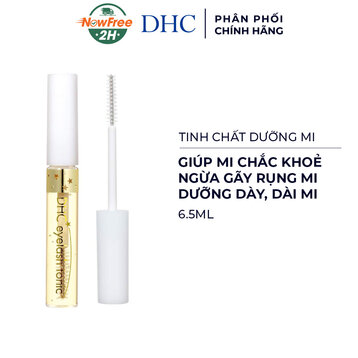 NowFree
2H
DHC
PHÂN PHỐI
CHÍNH HÃNG
TINH CHẤT DƯỠNG MI
GIÚP MI CHẮC KHOẺ
NGỪA GÃY RỤNG MI
DƯỠNG DÀY, DÀI MI
6.5ML
DHC eyelash tonic